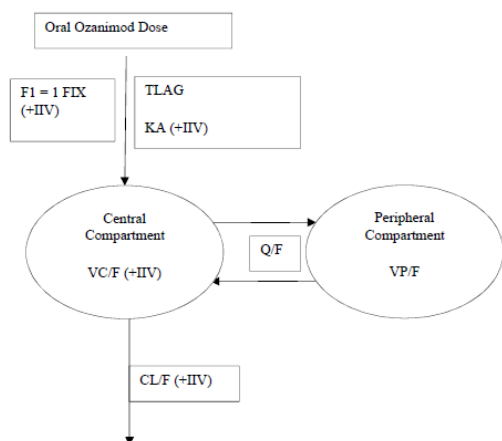 Oral Ozanimod Dose
F1 = 1 FIX
(+IIV)
TLAG
KA (+IIV)
Central
Compartment
VC/F (+IIV)
Q/F
Peripheral
Compartment
VP/F
CL/F (+IIV)